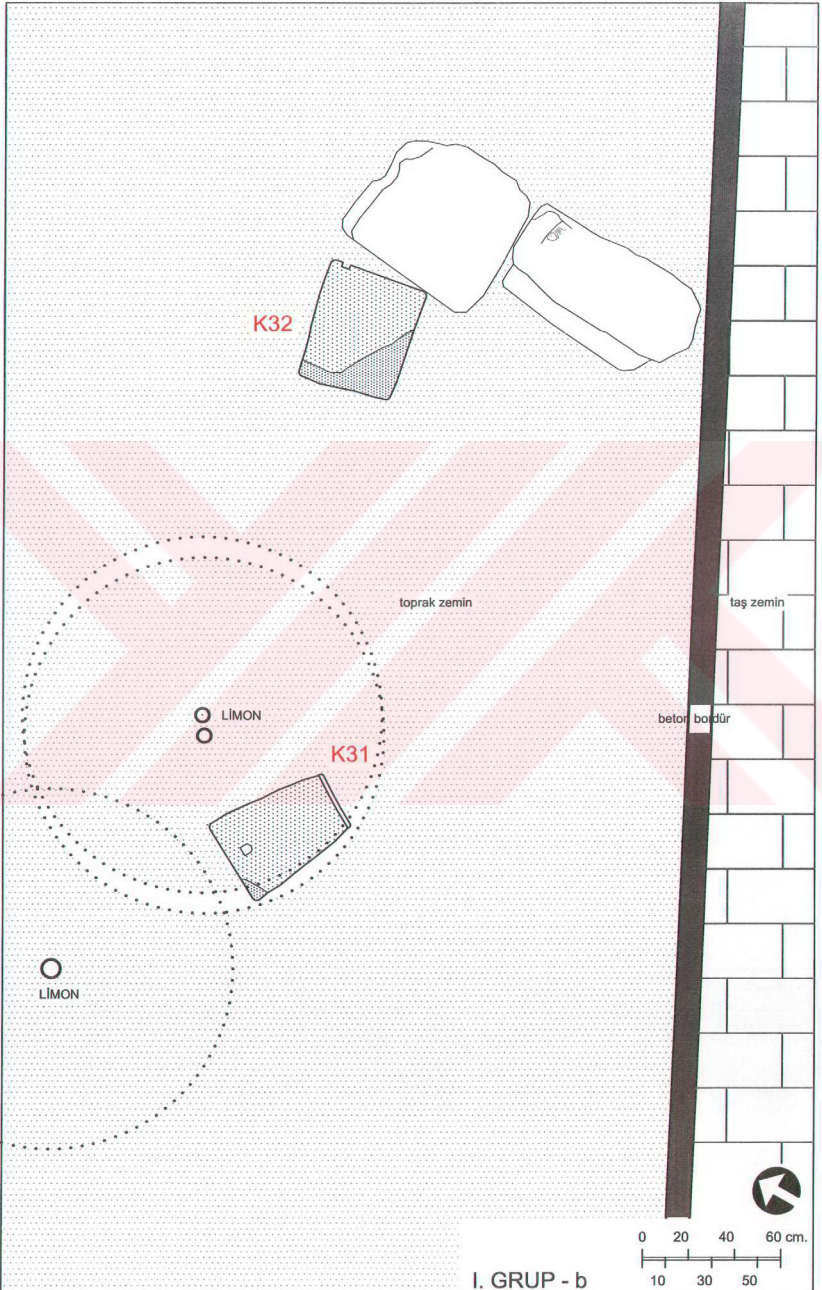 K32
toprak zemin
taş zemin
LİMON
beton bordür
K31
LİMON
0 20 40 60 cm.
10 30 50
I. GRUP - b